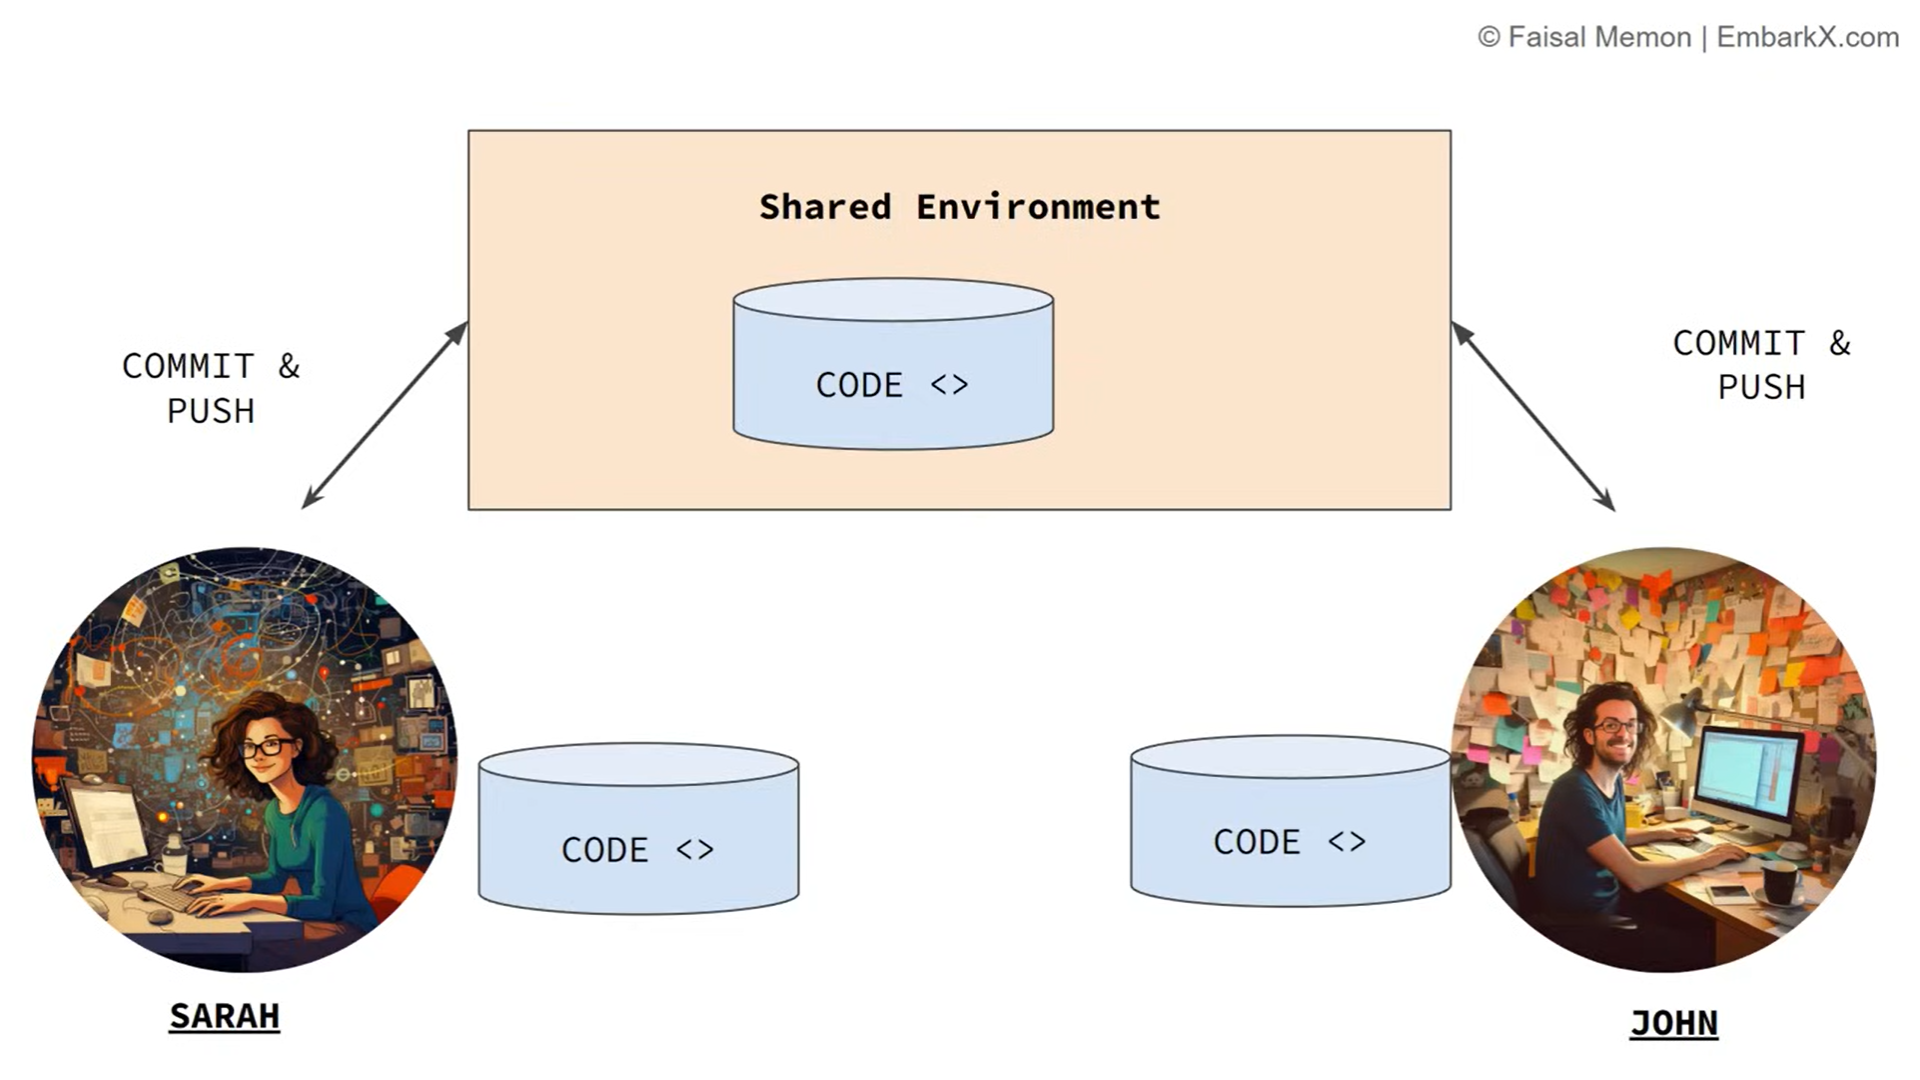 © Faisal Memon | EmbarkX.com
Shared Environment
CODE <>
COMMIT &
PUSH
COMMIT &
PUSH
CODE <>
CODE <>
SARAH
JOHN